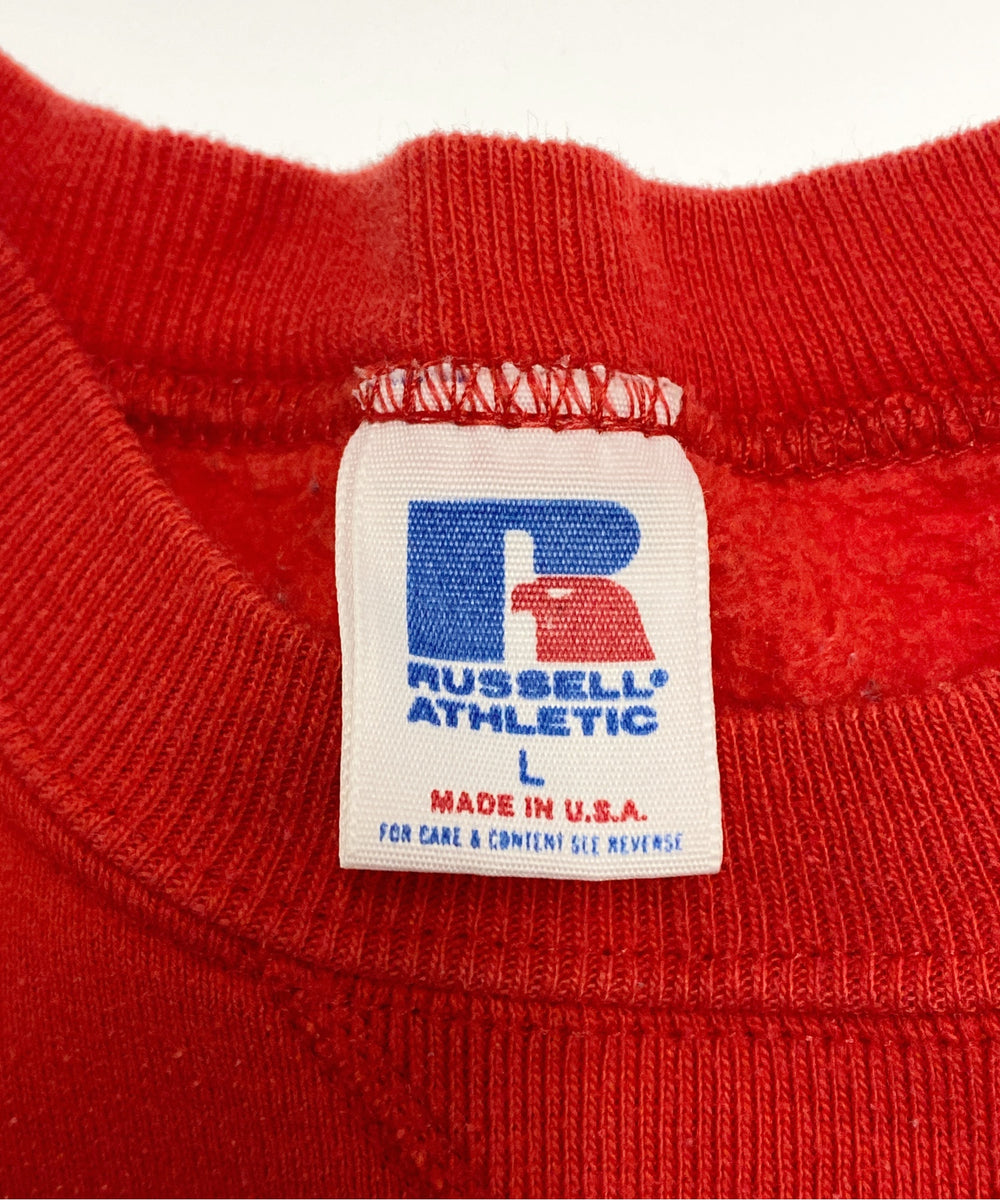 R
RUSSELL®
ATHLETIC
L
MADE IN U.S.A.
FOR CARE & CONTENT SEE REVERSE